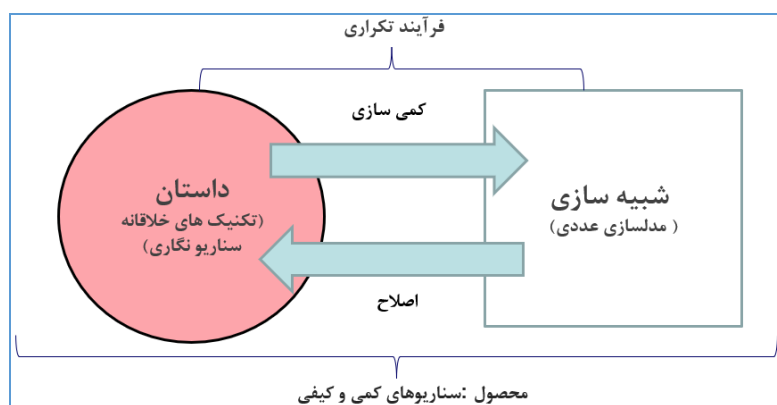 فرآیند تکراری
کمی سازی
داستان
(تکنیک های خلاقانه
سناریو نگاری)
شبیه سازی
( مدلسازی عددی)
اصلاح
محصول :سناریوهای کمی و کیفی